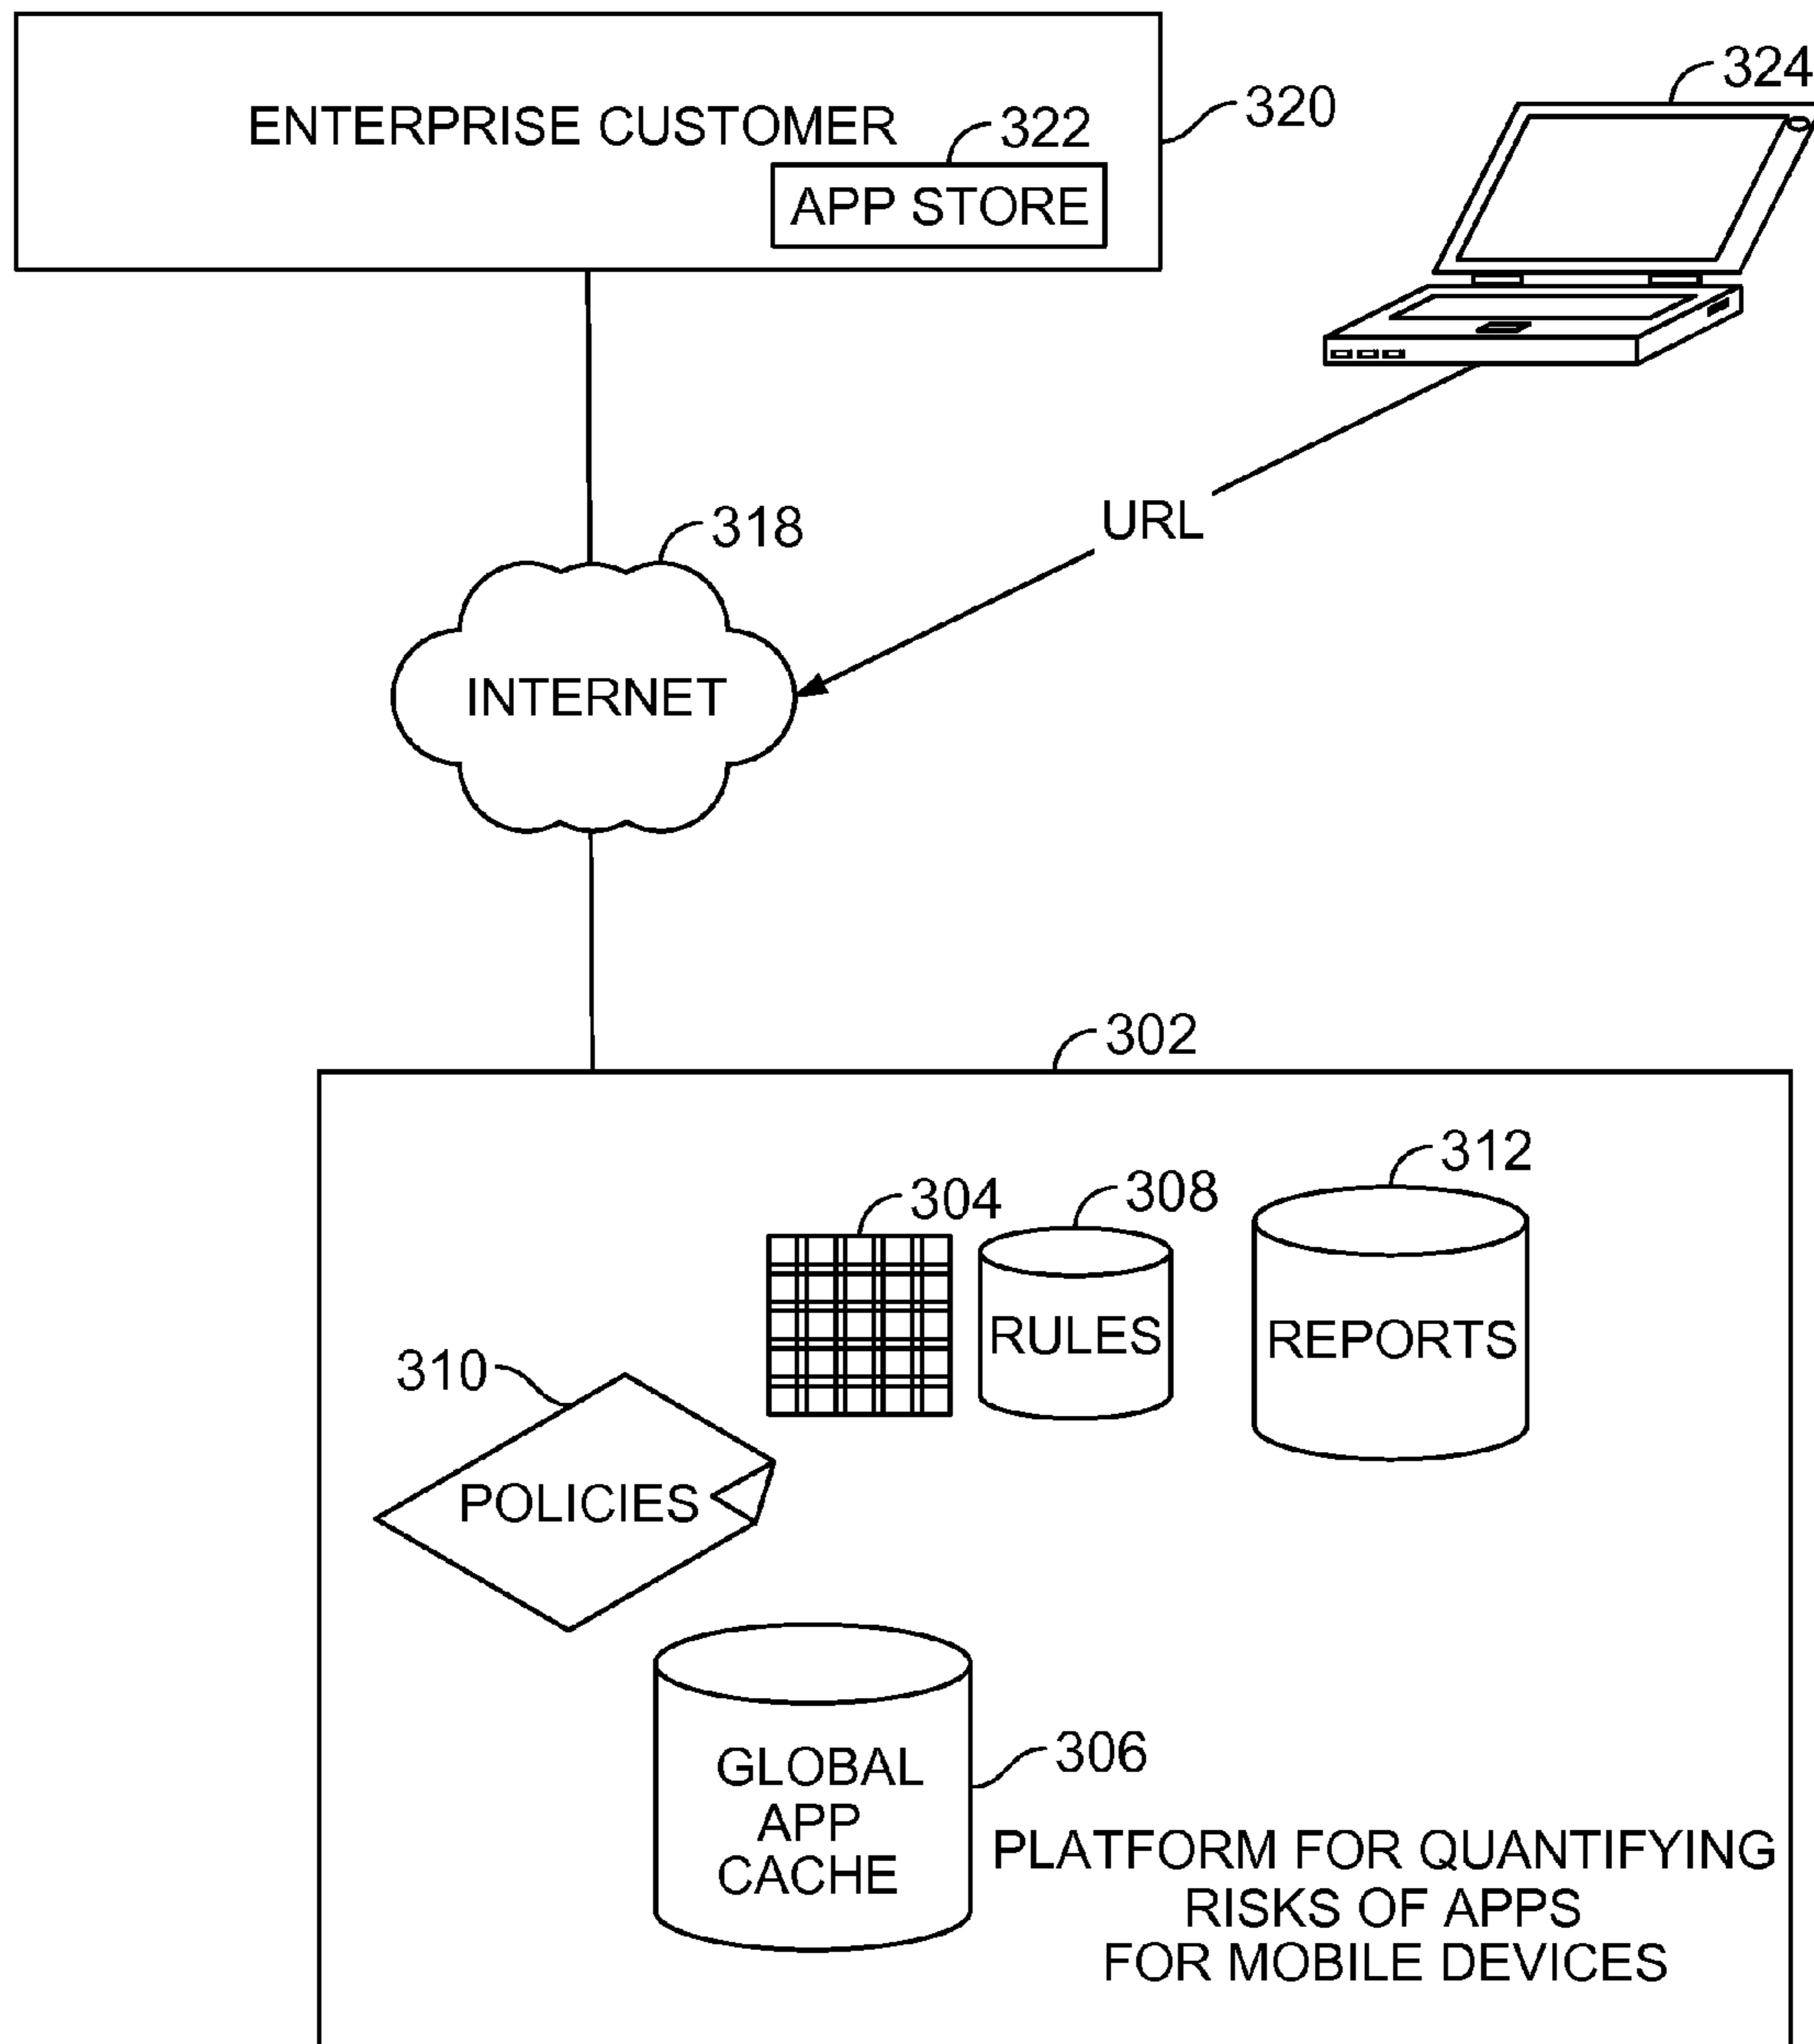 324
320
ENTERPRISE CUSTOMER
322
APP STORE
URL
318
INTERNET
302
312
304
308
RULES
REPORTS
310
POLICIES
306
GLOBAL
APP
CACHE
PLATFORM FOR QUANTIFYING
RISKS OF APPS
FOR MOBILE DEVICES